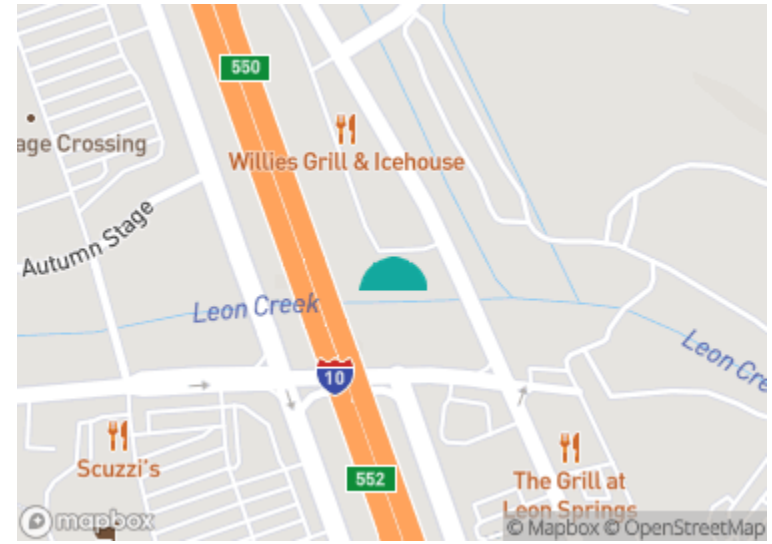 550
age Crossing
Willies Grill & Icehouse
Autumn Stage
Leon Creek
Leon Cre
10
Scuzzi's
552
The Grill at
Leon Springs
mapbox
© Mapbox © OpenStreetMap